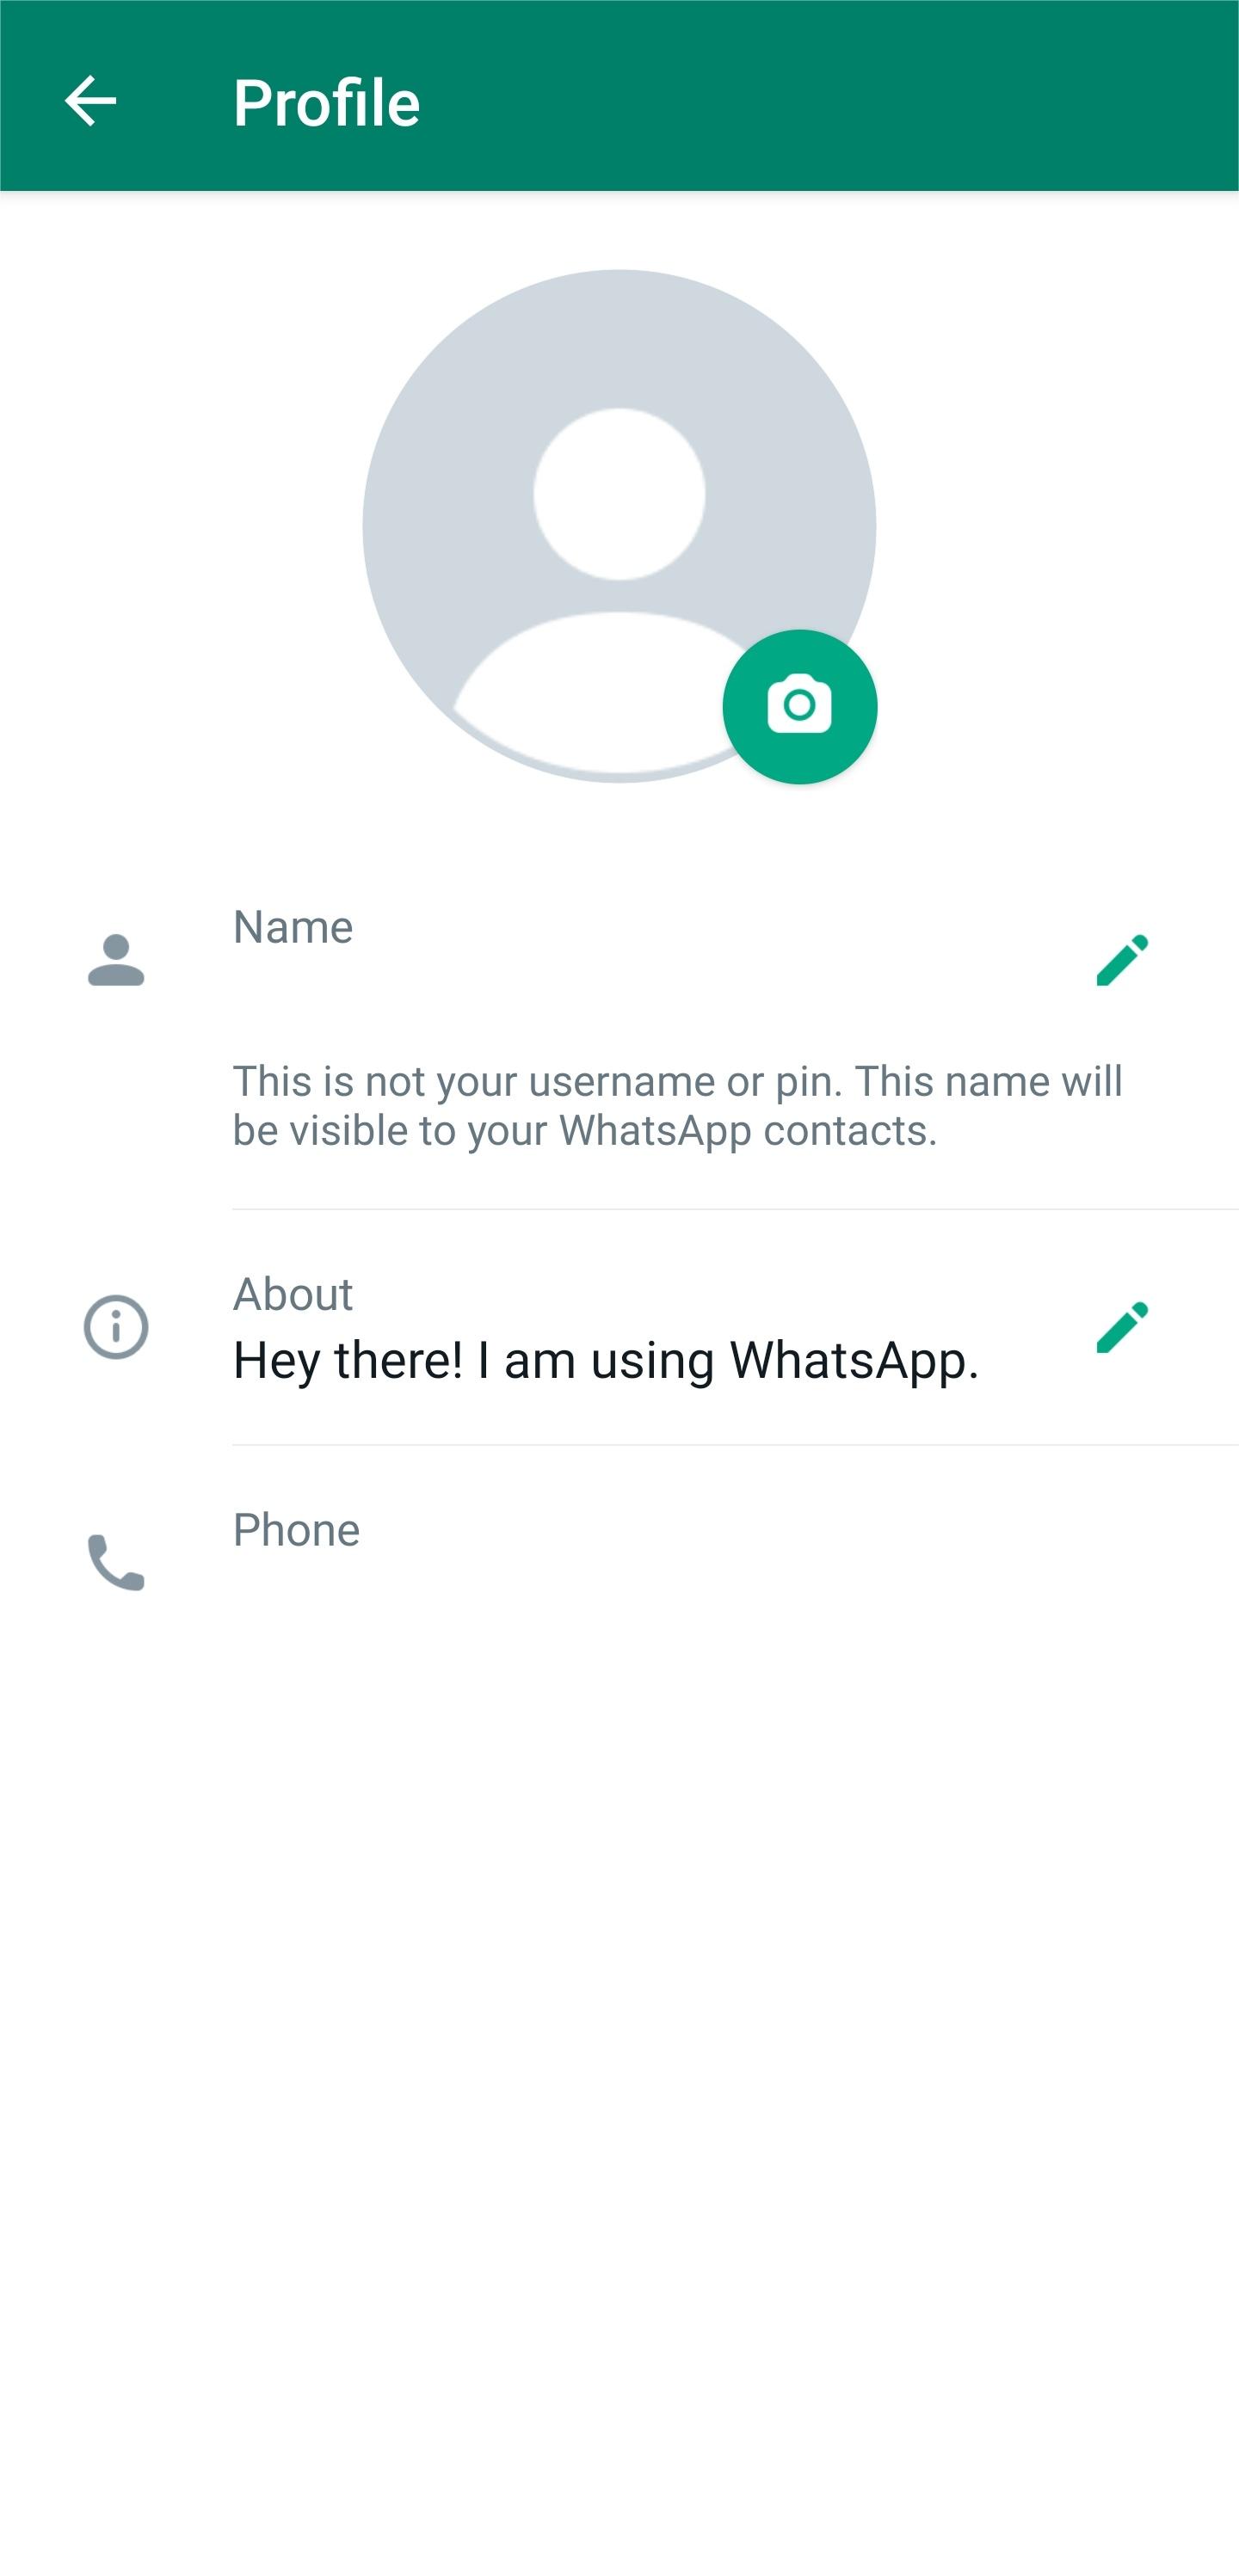 Profile
Name
This is not your username or pin. This name will
be visible to your WhatsApp contacts.
About
Hey there! I am using WhatsApp.
Phone